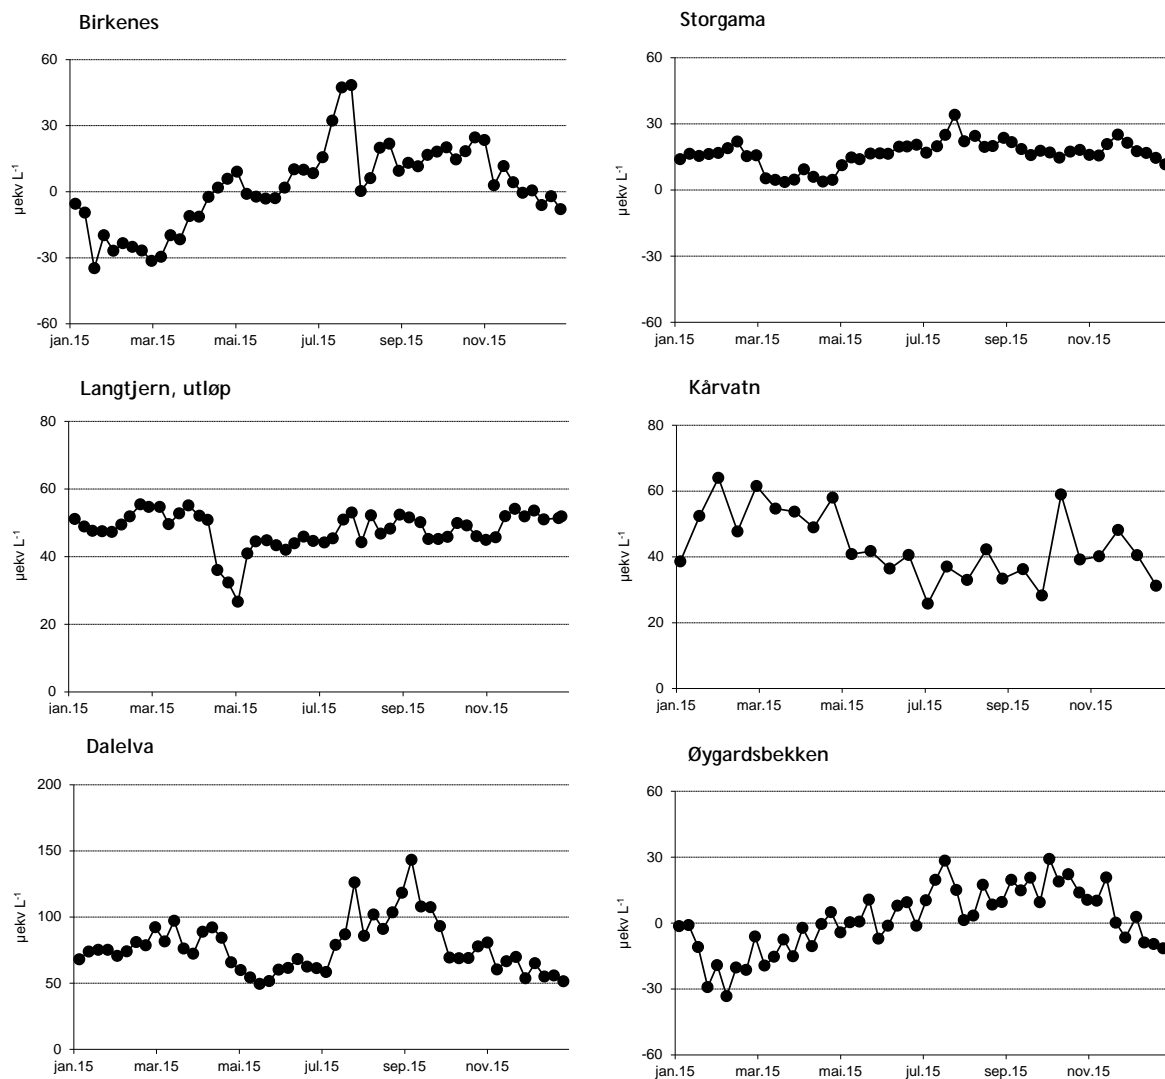 Birkenes
60
30
0
-30
-60
µekv L-1
jan.15 mar.15 mai.15 jul.15 sep.15 nov.15
Storgama
60
30
0
-30
-60
µekv L-1
jan.15 mar.15 mai.15 jul.15 sep.15 nov.15
Langtjern, utløp
80
60
40
20
0
µekv L-1
jan.15 mar.15 mai.15 jul.15 sep.15 nov.15
Kårvatn
80
60
40
20
0
µekv L-1
jan.15 mar.15 mai.15 jul.15 sep.15 nov.15
Dalelva
200
150
100
50
0
µekv L-1
jan.15 mar.15 mai.15 jul.15 sep.15 nov.15
Øygardsbekken
60
30
0
-30
-60
µekv L-1
jan.15 mar.15 mai.15 jul.15 sep.15 nov.15